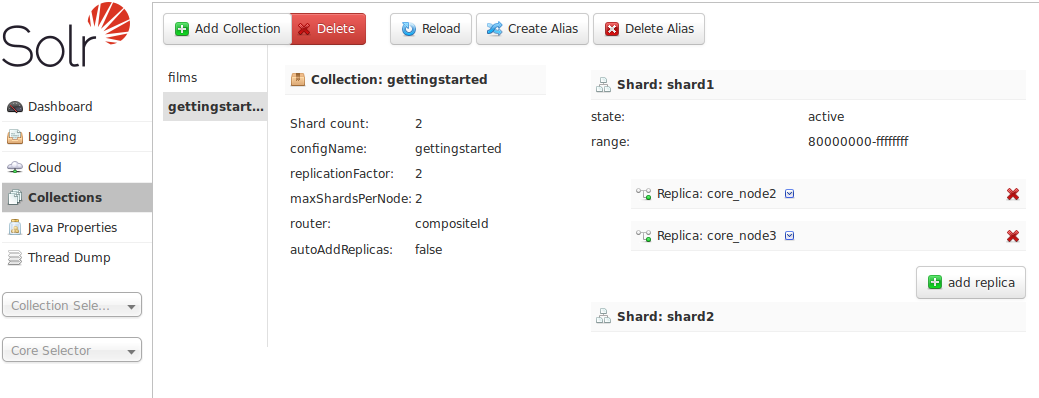 Solr
Add Collection Delete Reload Create Alias Delete Alias
Dashboard
Logging
Cloud
Collections
Java Properties
Thread Dump
Collection Sele...
Core Selector
films
gettingstart...
Collection: gettingstarted
Shard count: 2
configName: gettingstarted
replicationFactor: 2
maxShardsPerNode: 2
router: compositeId
autoAddReplicas: false
Shard: shard1
state: active
range: 80000000-ffffffff
Replica: core_node2
Replica: core_node3
add replica
Shard: shard2